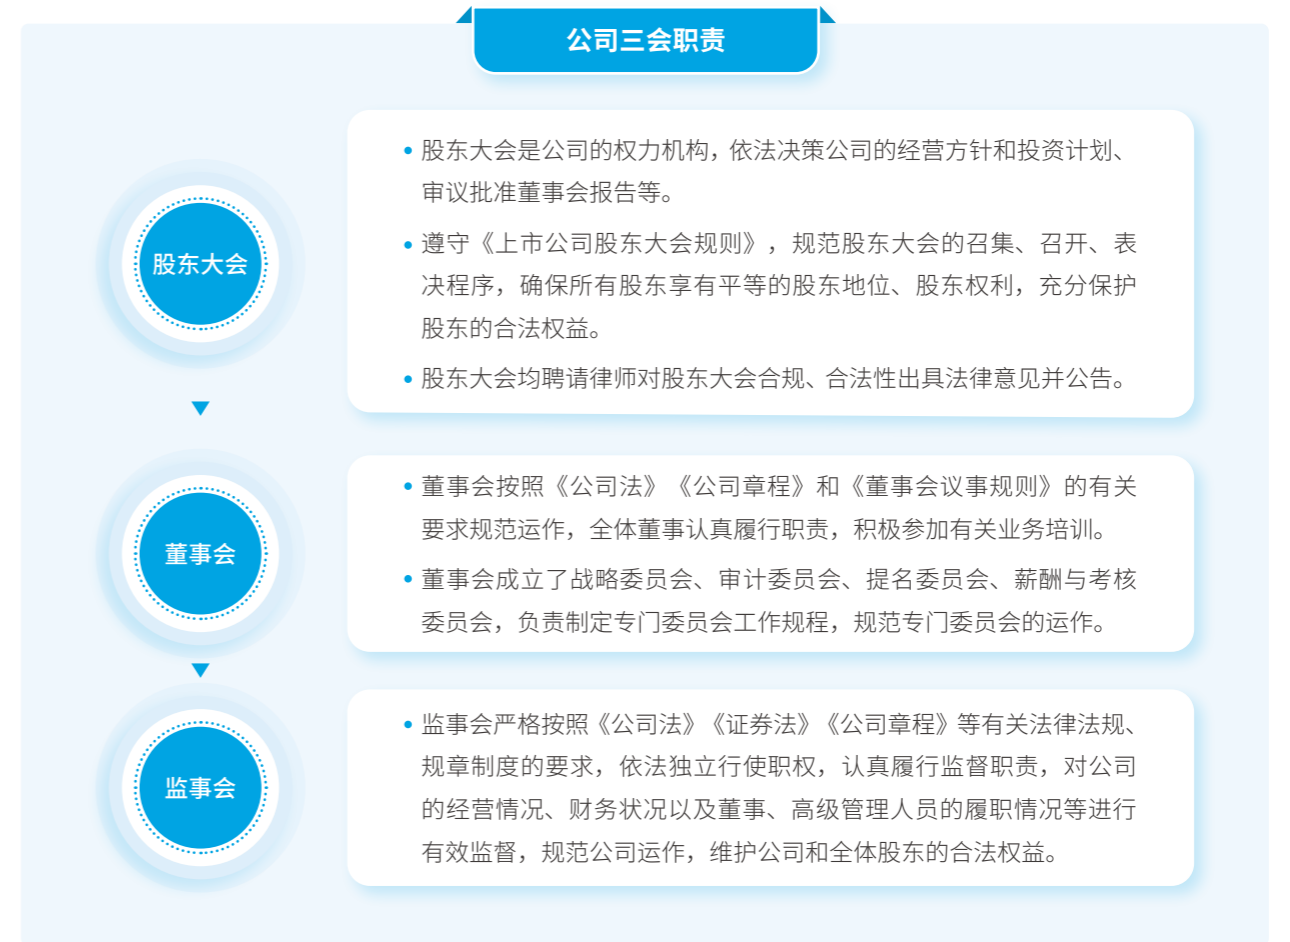 公司三会职责
股东大会
• 股东大会是公司的权力机构，依法决策公司的经营方针和投资计划、
审议批准董事会报告等。
• 遵守《上市公司股东大会规则》，规范股东大会的召集、召开、表
决程序，确保所有股东享有平等的股东地位、股东权利，充分保护
股东的合法权益。
• 股东大会均聘请律师对股东大会合规、合法性出具法律意见并公告。
董事会
• 董事会按照《公司法》《公司章程》和《董事会议事规则》的有关
要求规范运作，全体董事认真履行职责，积极参加有关业务培训。
• 董事会成立了战略委员会、审计委员会、提名委员会、薪酬与考核
委员会，负责制定专门委员会工作规程，规范专门委员会的运作。
监事会
• 监事会严格按照《公司法》《证券法》《公司章程》等有关法律法规、
规章制度的要求，依法独立行使职权，认真履行监督职责，对公司
的经营情况、财务状况以及董事、高级管理人员的履职情况等进行
有效监督，规范公司运作，维护公司和全体股东的合法权益。